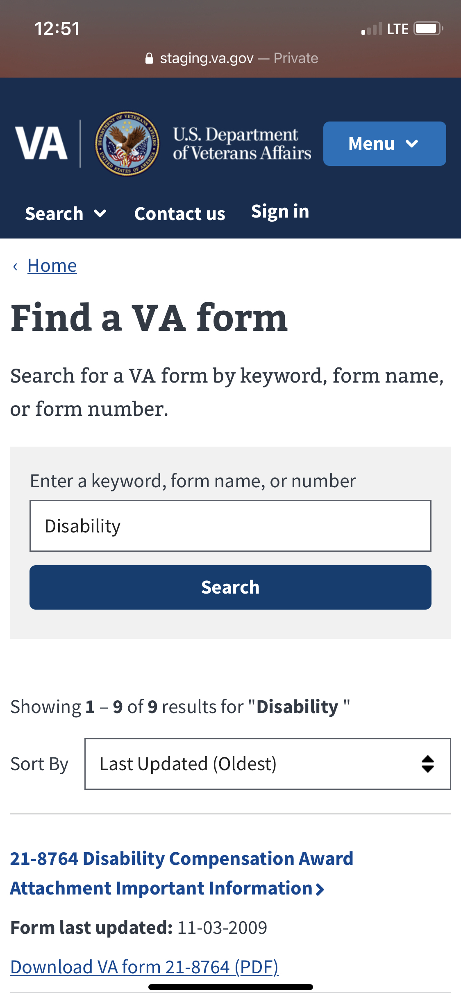 12:51
LTE
staging.va.gov — Private
VA
DEPARTMENT OF VETERANS AFFAIRS
UNITED STATES OF AMERICA
U.S. Department
of Veterans Affairs
Menu
Search
Contact us
Sign in
‹ Home
Find a VA form
Search for a VA form by keyword, form name,
or form number.
Enter a keyword, form name, or number
Disability
Search
Showing 1 – 9 of 9 results for "Disability "
Sort By
Last Updated (Oldest)
21-8764 Disability Compensation Award
Attachment Important Information
Form last updated: 11-03-2009
Download VA form 21-8764 (PDF)